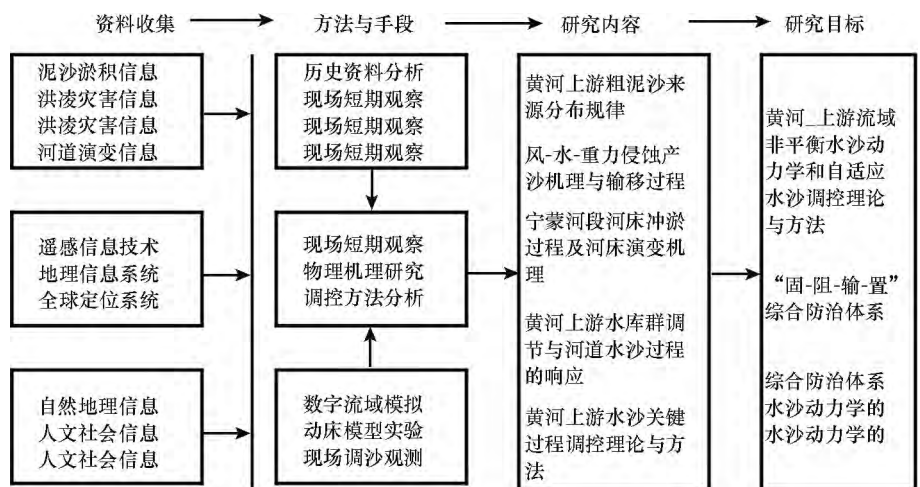 资料收集
方法与手段
研究内容
研究目标
泥沙淤积信息
洪凌灾害信息
洪凌灾害信息
河道演变信息
遥感信息技术
地理信息系统
全球定位系统
自然地理信息
人文社会信息
人文社会信息
历史资料分析
现场短期观察
现场短期观察
现场短期观察
现场短期观察
物理机理研究
调控方法分析
数字流域模拟
动床模型实验
现场调沙观测
黄河上游粗泥沙来
源分布规律
风-水-重力侵蚀产
沙机理与输移过程
宁蒙河段河床冲淤
过程及河床演变机
理
黄河上游水库群调
节与河道水沙过程
的响应
黄河上游水沙关键
过程调控理论与方
法
黄河_上游流域
非平衡水沙动
力学和自适应
水沙调控理论
与方法
“固-阻-输-置”
综合防治体系
综合防治体系
水沙动力学的
水沙动力学的